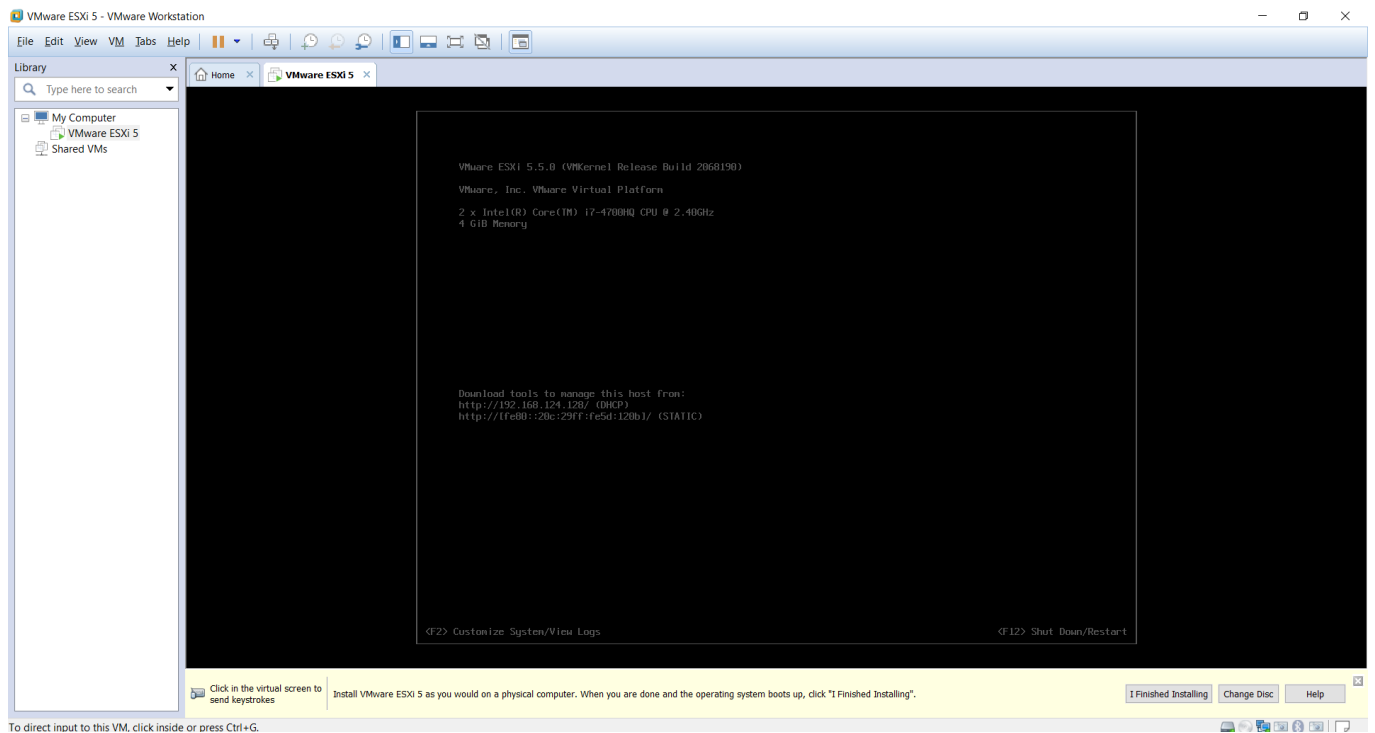 VMware ESXi 5 - VMware Workstation
File Edit View VM Tabs Help
Library x
Home × VMware ESXi 5 ×
Type here to search
My Computer
VMware ESXi 5
Shared VMs
VMware ESXi 5.5.0 (VMKernel Release Build 2068190)
VMware, Inc. VMware Virtual Platform
2 x Intel(R) Core(TM) i7-4700HQ CPU @ 2.40GHz
4 GiB Memory
Download tools to manage this host from:
http://192.168.124.128/ (DHCP)
http://[fe80::20c:29ff:fe5d:120b]/ (STATIC)
<F2> Customize System/View Logs
<F12> Shut Down/Restart
Click in the virtual screen to
send keystrokes
Install VMware ESXi 5 as you would on a physical computer. When you are done and the operating system boots up, click "I Finished Installing".
I Finished Installing Change Disc Help
To direct input to this VM, click inside or press Ctrl+G.